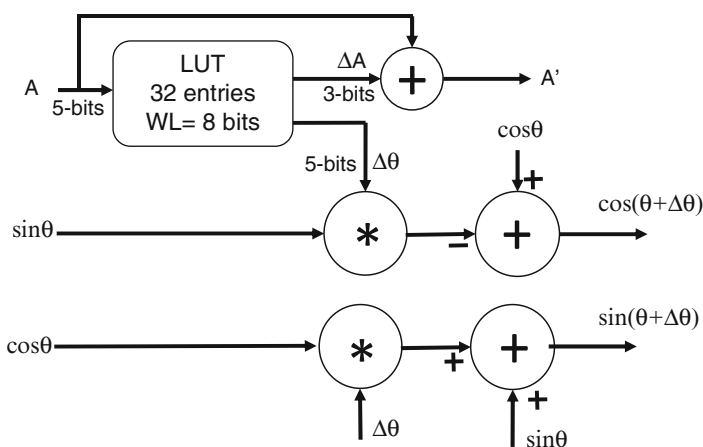 LUT
32 entries
WL= 8 bits
A
5-bits
ΔA
3-bits
+
A'
5-bits Δθ
cosθ
+
sinθ
*
−
+
cos(θ+Δθ)
cosθ
*
+
+
sin(θ+Δθ)
+
Δθ
sinθ